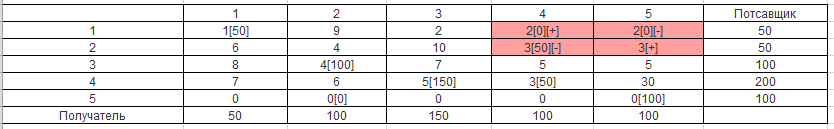 1 2 3 4 5 Потсавщик
1 1[50] 9 2 2[0][+] 2[0][-] 50
2 6 4 10 3[50][-] 3[+] 50
3 8 4[100] 7 5 5 100
4 7 6 5[150] 3[50] 30 200
5 0 0[0] 0 0 0[100] 100
Получатель 50 100 150 100 100